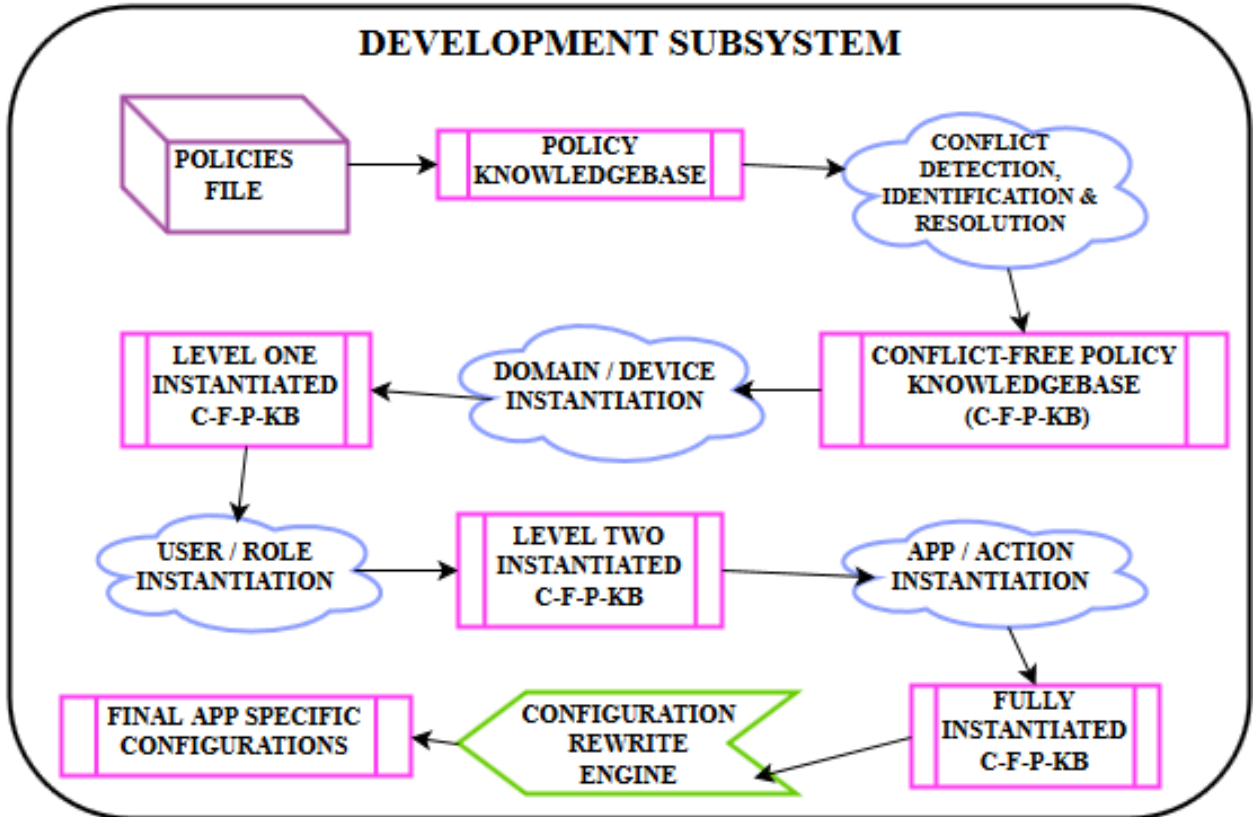 DEVELOPMENT SUBSYSTEM
POLICIES
FILE
POLICY
KNOWLEDGEBASE
CONFLICT
DETECTION,
IDENTIFICATION &
RESOLUTION
CONFLICT-FREE POLICY
KNOWLEDGEBASE
(C-F-P-KB)
DOMAIN / DEVICE
INSTANTIATION
LEVEL ONE
INSTANTIATED
C-F-P-KB
USER / ROLE
INSTANTIATION
LEVEL TWO
INSTANTIATED
C-F-P-KB
APP / ACTION
INSTANTIATION
FULLY
INSTANTIATED
C-F-P-KB
CONFIGURATION
REWRITE
ENGINE
FINAL APP SPECIFIC
CONFIGURATIONS